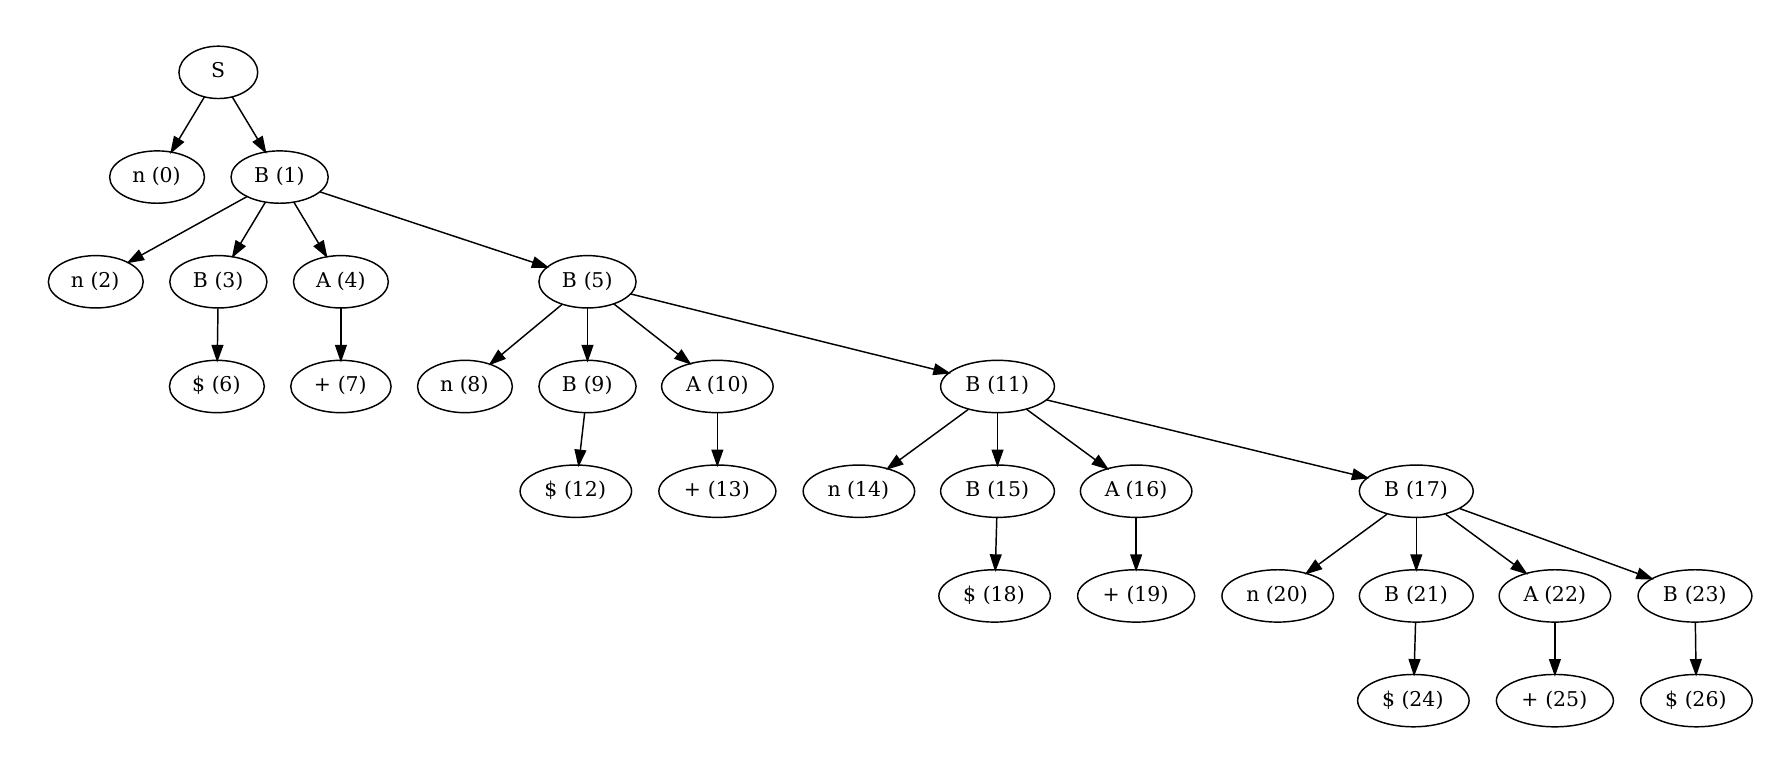 S
n (0) B (1)
n (2) B (3) A (4) B (5)
$ (6) + (7) n (8) B (9) A (10) B (11)
$ (12) + (13) n (14) B (15) A (16) B (17)
$ (18) + (19) n (20) B (21) A (22) B (23)
$ (24) + (25) $ (26)